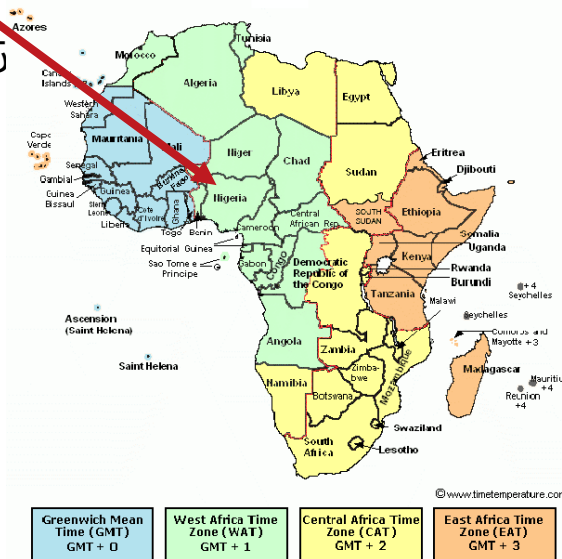 Azores
Tunisia
Morocco
Islands
Algeria
Libya
Egypt
Western
Sahara
Cape
Verde
Mauritania
Mali
Niger
Chad
Sudan
Eritrea
Djibouti
Senegal
Gambia
Guinea
Bissau
Guinea
Sierra
Leone
Liberia
Cote
d'Ivoire
Burkina
Faso
Ghana
Togo
Benin
Nigeria
Cameroon
Central
African Rep.
SOUTH
SUDAN
Ethiopia
Somalia
Uganda
Equitorial Guinea
Sao Tome e
Principe
Gabon
Congo
Democratic
Republic of
the Congo
Kenya
Rwanda
Burundi
Tanzania
Malawi
+4
Seychelles
Seychelles
Comoros and
Mayotte +3
Ascension
(Saint Helena)
Saint Helena
Angola
Zambia
Zimba-
bwe
Mozambique
Madagascar
Mauritiu
+4
Reunion
+4
Namibia
Botswana
Swaziland
South
Africa
Lesotho
© www.timetemperature.com
Greenwich Mean
Time (GMT)
GMT + 0
West Africa Time
Zone (WAT)
GMT + 1
Central Africa Time
Zone (CAT)
GMT + 2
East Africa Time
Zone (EAT)
GMT + 3